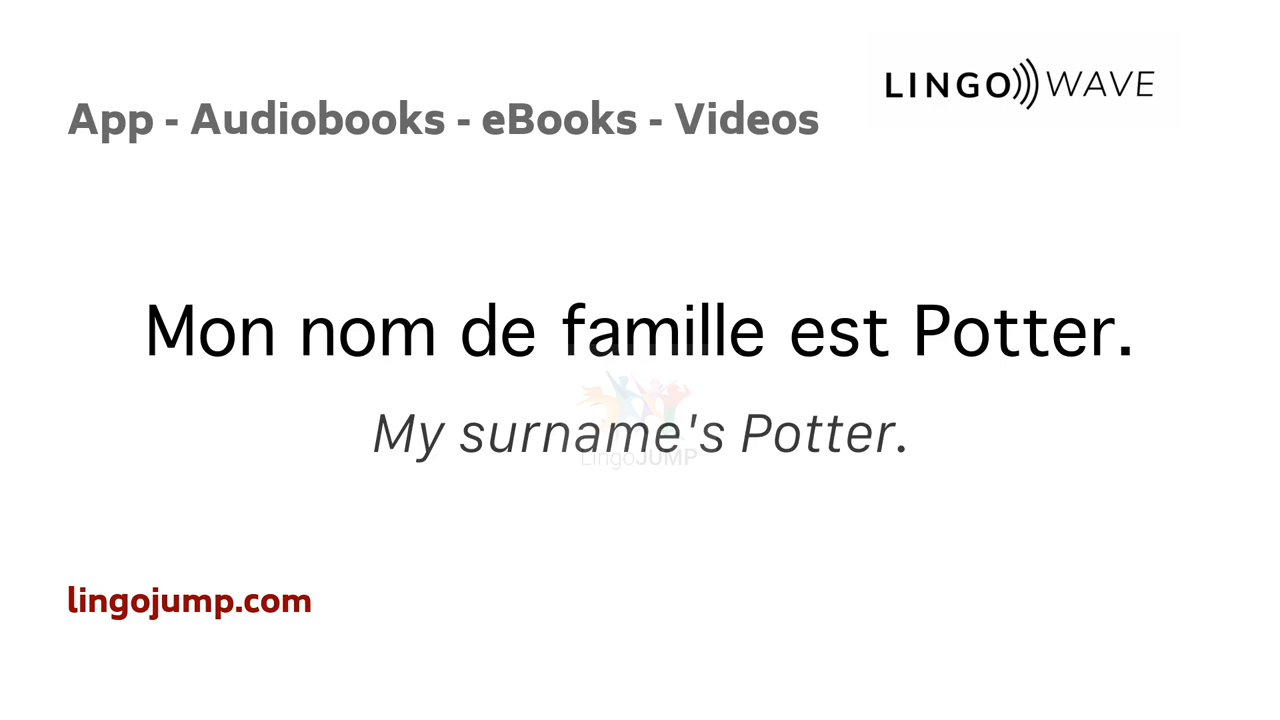 LINGO WAVE
App - Audiobooks - eBooks - Videos
Mon nom de famille est Potter.
My surname's Potter.
LingoJUMP
lingojump.com